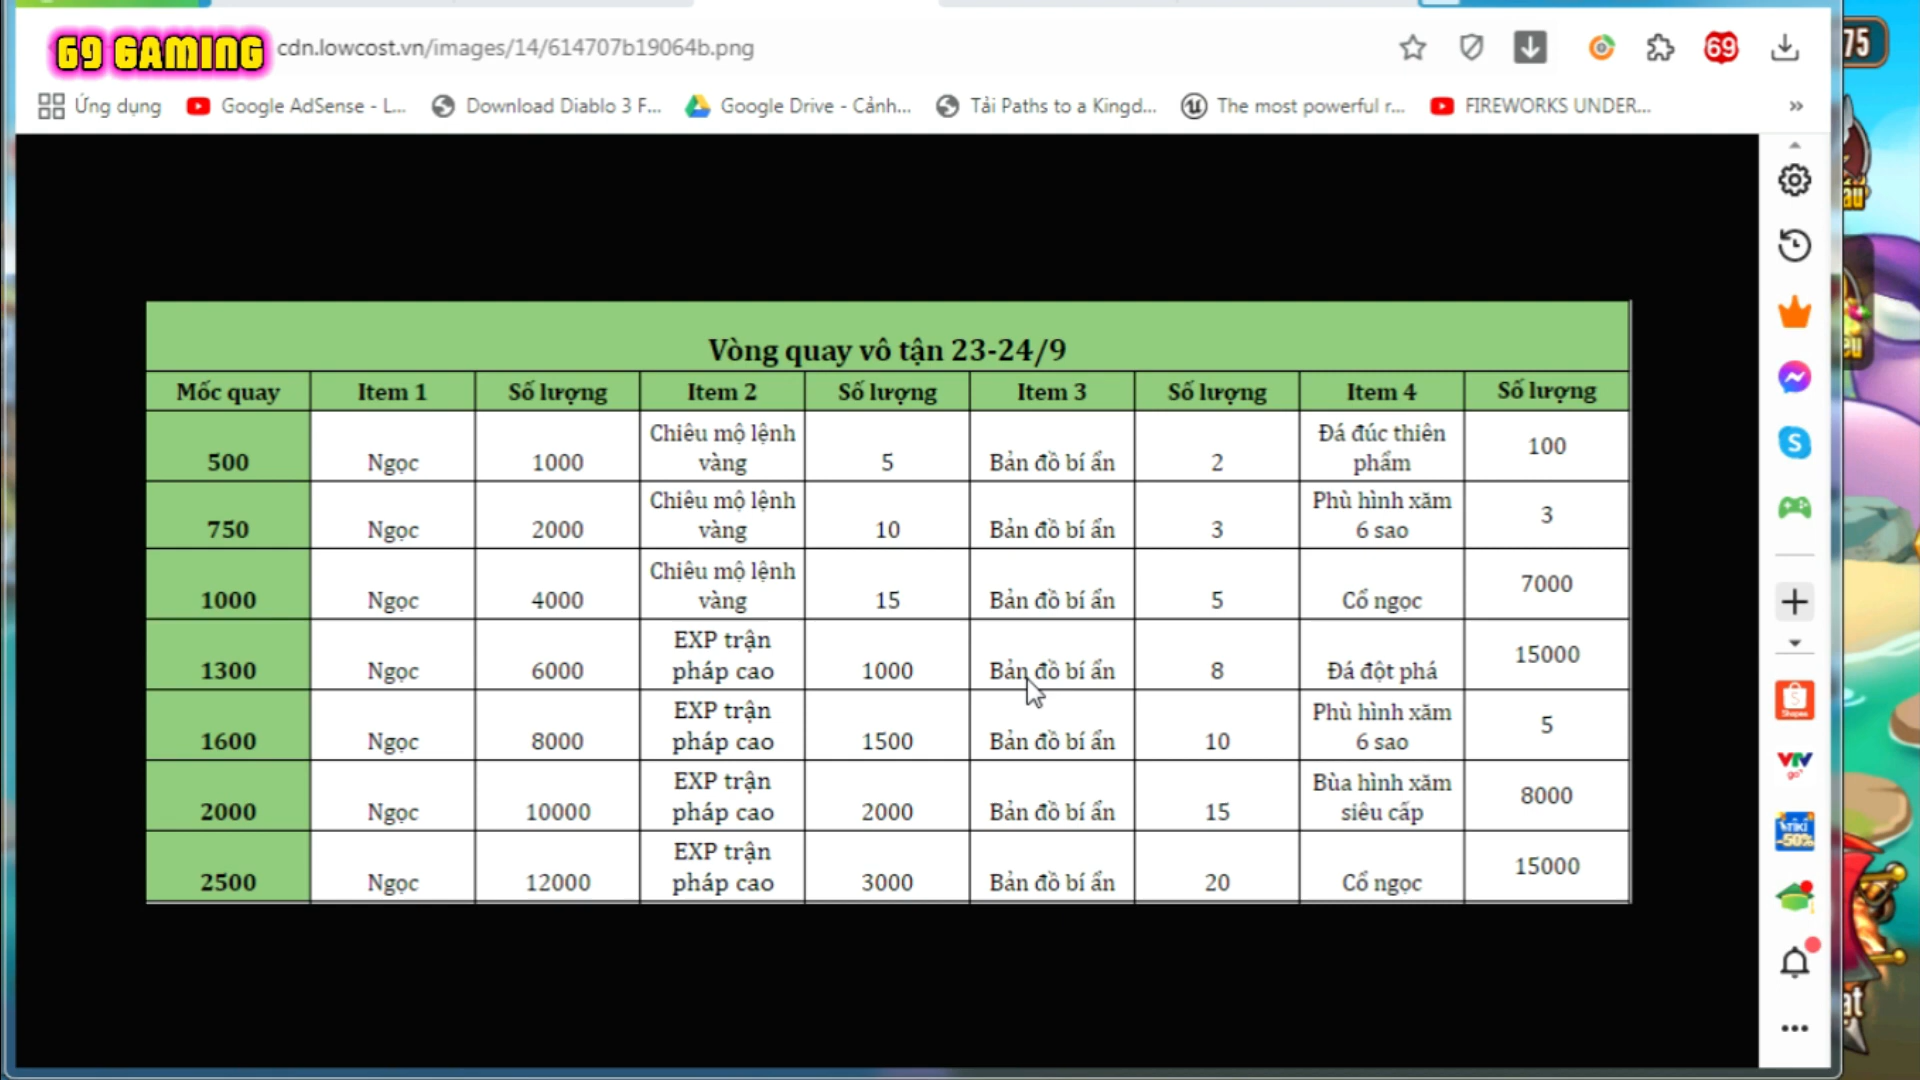 69 GAMING
cdn.lowcost.vn/images/14/614707b19064b.png
69
75
Ứng dụng
Google AdSense - L...
Download Diablo 3 F...
Google Drive - Cảnh...
Tải Paths to a Kingd...
The most powerful r...
FIREWORKS UNDER...
»
Vòng quay vô tận 23-24/9
Mốc quay Item 1 Số lượng Item 2 Số lượng Item 3 Số lượng Item 4 Số lượng
500 Ngọc 1000 Chiêu mộ lệnh vàng 5 Bản đồ bí ẩn 2 Đá đúc thiên phẩm 100
750 Ngọc 2000 Chiêu mộ lệnh vàng 10 Bản đồ bí ẩn 3 Phù hình xăm 6 sao 3
1000 Ngọc 4000 Chiêu mộ lệnh vàng 15 Bản đồ bí ẩn 5 Cổ ngọc 7000
1300 Ngọc 6000 EXP trận pháp cao 1000 Bản đồ bí ẩn 8 Đá đột phá 15000
1600 Ngọc 8000 EXP trận pháp cao 1500 Bản đồ bí ẩn 10 Phù hình xăm 6 sao 5
2000 Ngọc 10000 EXP trận pháp cao 2000 Bản đồ bí ẩn 15 Bùa hình xăm siêu cấp 8000
2500 Ngọc 12000 EXP trận pháp cao 3000 Bản đồ bí ẩn 20 Cổ ngọc 15000
S
Shopee
VTV
go
TIKI
-50%